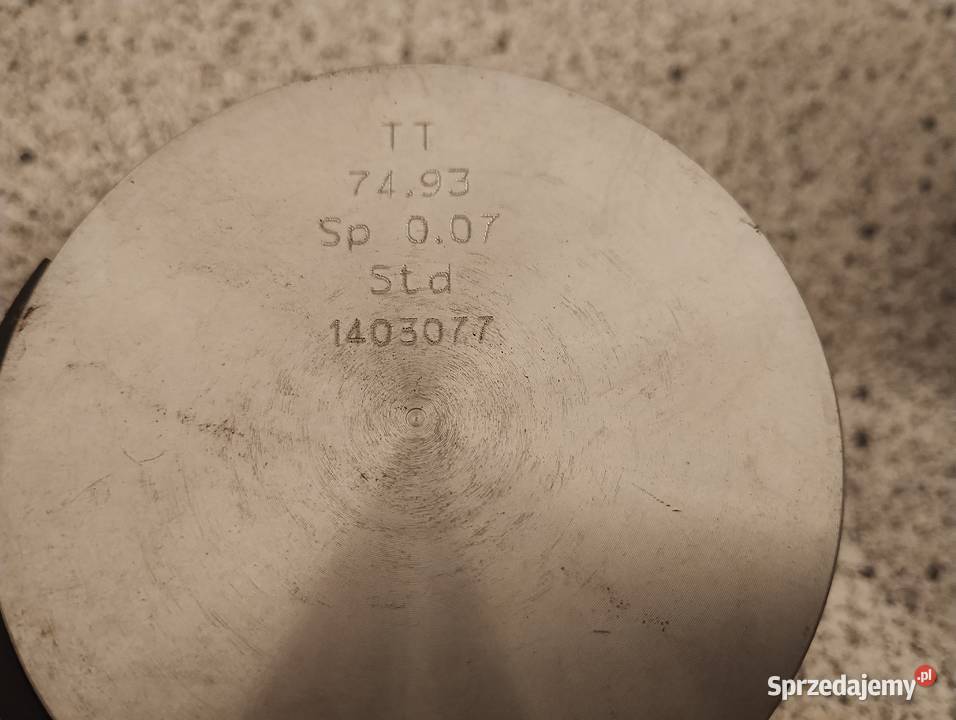 TT
74.93
Sp 0.07
Std
1403077
Sprzedajemy.pl